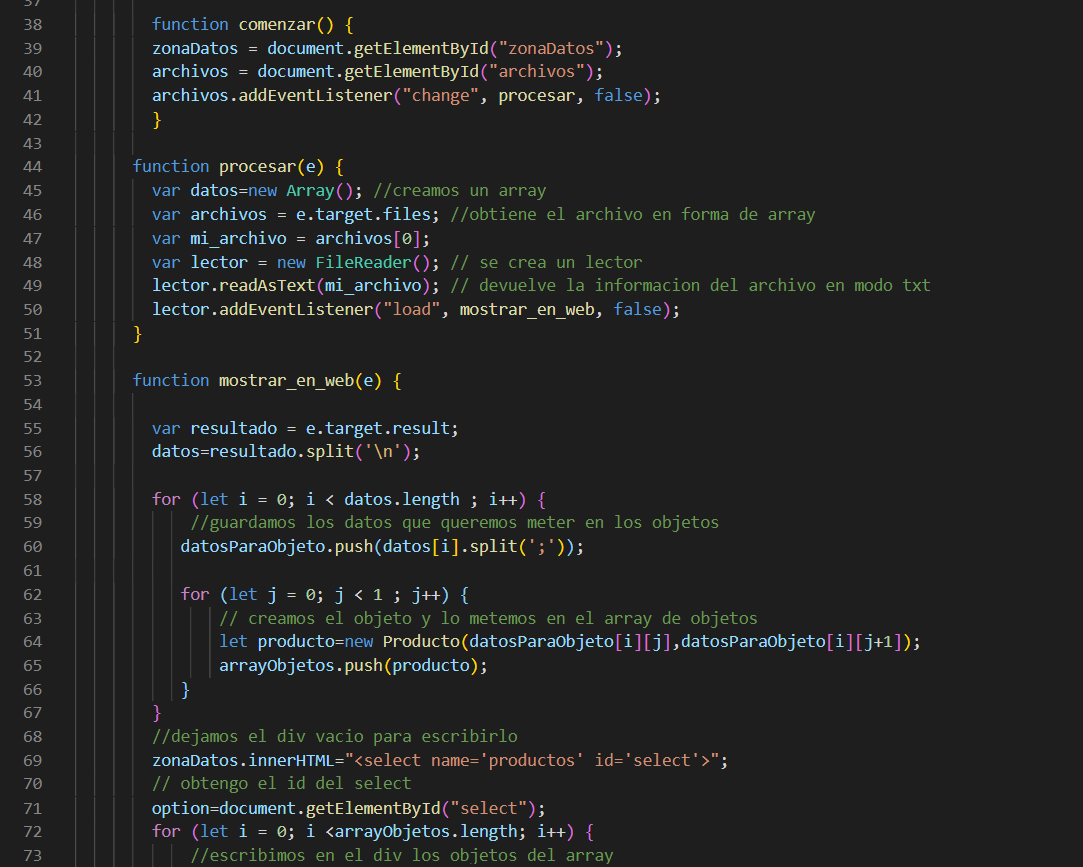 37
38 function comenzar() {
39 zonaDatos = document.getElementById("zonaDatos");
40 archivos = document.getElementById("archivos");
41 archivos.addEventListener("change", procesar, false);
42 }
43
44 function procesar(e) {
45 var datos=new Array(); //creamos un array
46 var archivos = e.target.files; //obtiene el archivo en forma de array
47 var mi_archivo = archivos[0];
48 var lector = new FileReader(); // se crea un lector
49 lector.readAsText(mi_archivo); // devuelve la informacion del archivo en modo txt
50 lector.addEventListener("load", mostrar_en_web, false);
51 }
52
53 function mostrar_en_web(e) {
54
55 var resultado = e.target.result;
56 datos=resultado.split('\n');
57
58 for (let i = 0; i < datos.length ; i++) {
59 //guardamos los datos que queremos meter en los objetos
60 datosParaObjeto.push(datos[i].split(';'));
61
62 for (let j = 0; j < 1 ; j++) {
63 // creamos el objeto y lo metemos en el array de objetos
64 let producto=new Producto(datosParaObjeto[i][j],datosParaObjeto[i][j+1]);
65 arrayObjetos.push(producto);
66 }
67 }
68 //dejamos el div vacio para escribirlo
69 zonaDatos.innerHTML="<select name='productos' id='select'>";
70 // obtengo el id del select
71 option=document.getElementById("select");
72 for (let i = 0; i <arrayObjetos.length; i++) {
73 //escribimos en el div los objetos del array